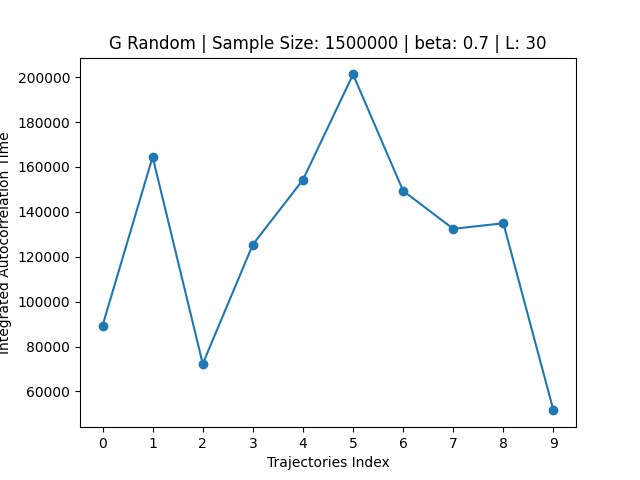 G Random | Sample Size: 1500000 | beta: 0.7 | L: 30
200000
180000
160000
140000
120000
100000
80000
60000
Integrated Autocorrelation Time
0 1 2 3 4 5 6 7 8 9
Trajectories Index